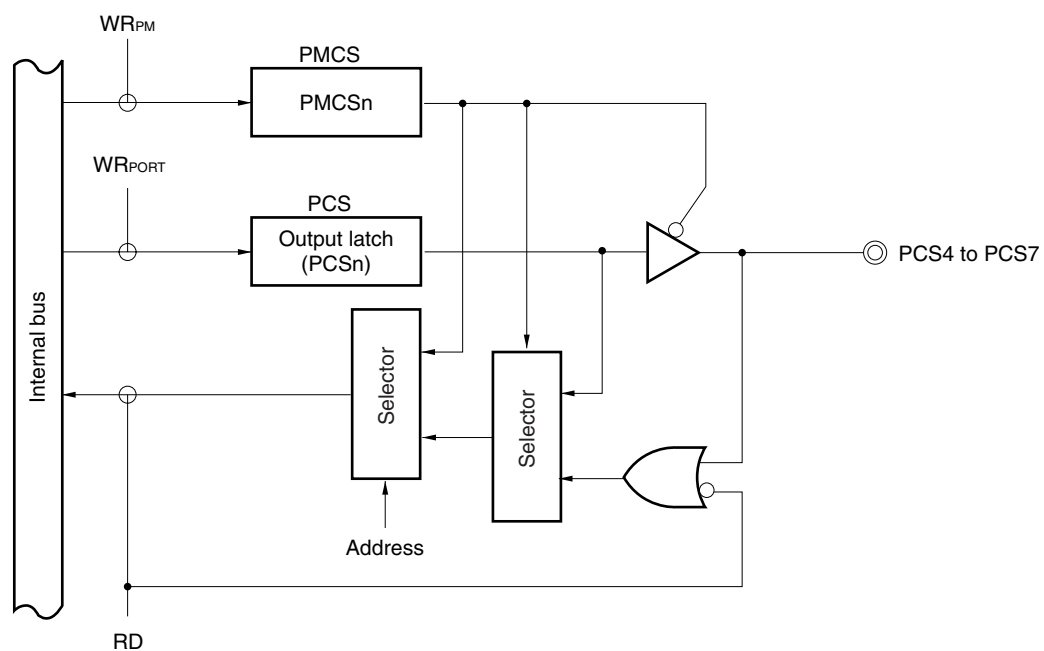 WRPM
PMCS
PMCSn
WRPORT
PCS
Output latch
(PCSn)
PCS4 to PCS7
Internal bus
Selector
Selector
Address
RD